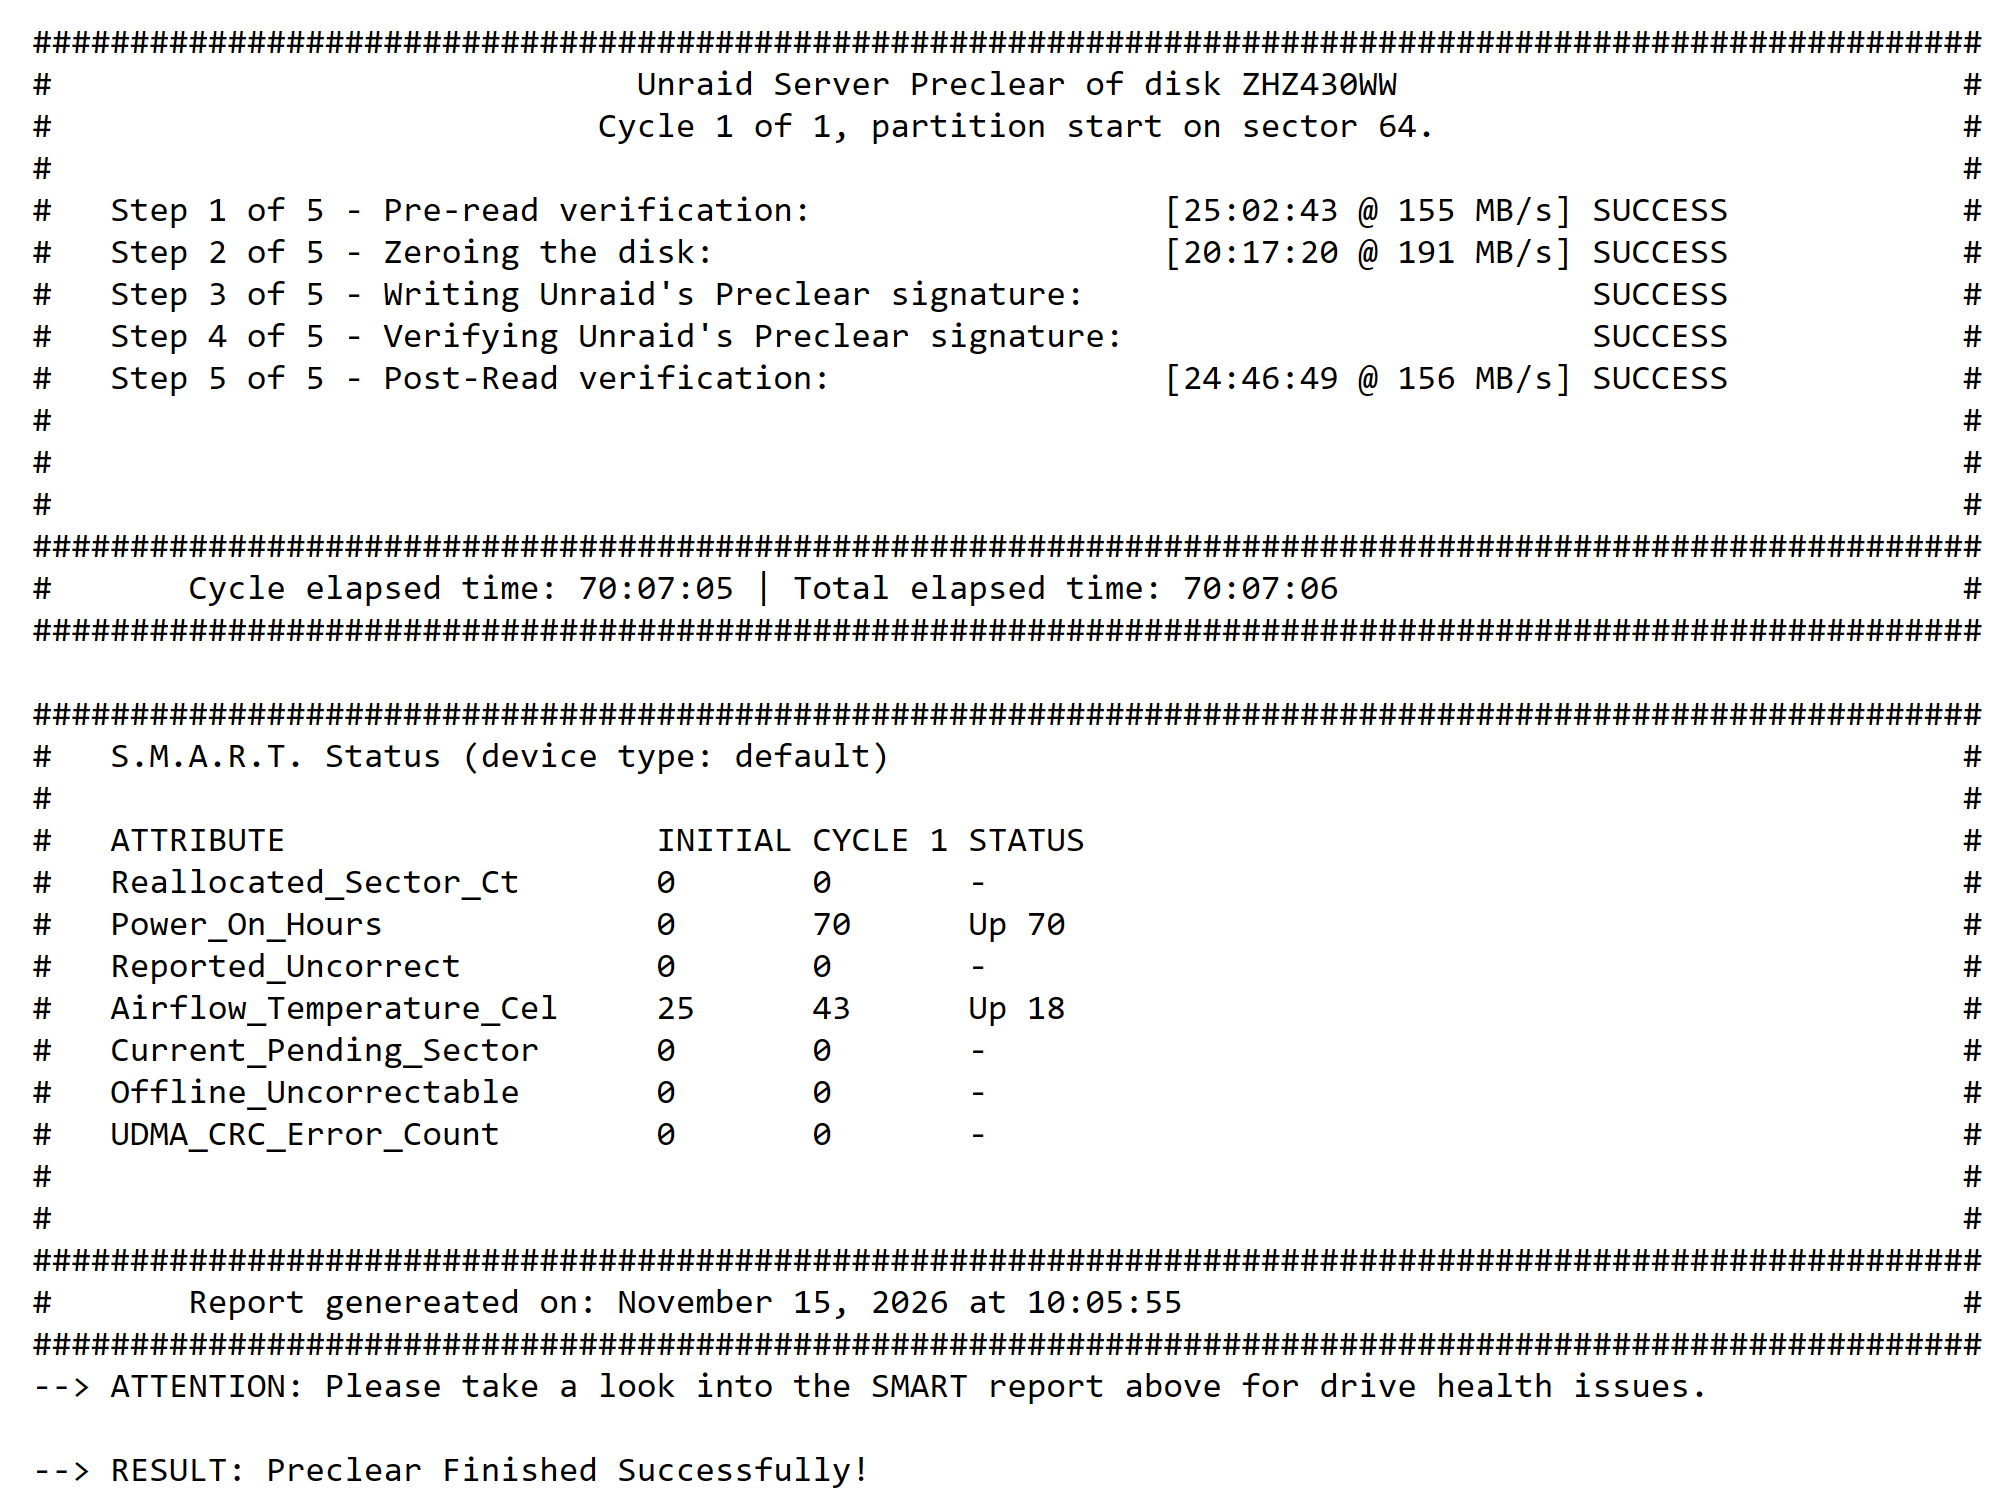 ####################################################################################################
#                              Unraid Server Preclear of disk ZHZ430WW                             #
#                            Cycle 1 of 1, partition start on sector 64.                           #
#                                                                                                  #
#   Step 1 of 5 - Pre-read verification:                  [25:02:43 @ 155 MB/s] SUCCESS            #
#   Step 2 of 5 - Zeroing the disk:                       [20:17:20 @ 191 MB/s] SUCCESS            #
#   Step 3 of 5 - Writing Unraid's Preclear signature:                          SUCCESS            #
#   Step 4 of 5 - Verifying Unraid's Preclear signature:                        SUCCESS            #
#   Step 5 of 5 - Post-Read verification:                 [24:46:49 @ 156 MB/s] SUCCESS            #
#                                                                                                  #
#                                                                                                  #
#                                                                                                  #
####################################################################################################
#       Cycle elapsed time: 70:07:05 | Total elapsed time: 70:07:06                                #
####################################################################################################

####################################################################################################
#   S.M.A.R.T. Status (device type: default)                                                       #
#                                                                                                  #
#   ATTRIBUTE                   INITIAL CYCLE 1 STATUS                                             #
#   Reallocated_Sector_Ct       0       0       -                                                  #
#   Power_On_Hours              0       70      Up 70                                              #
#   Reported_Uncorrect          0       0       -                                                  #
#   Airflow_Temperature_Cel     25      43      Up 18                                              #
#   Current_Pending_Sector      0       0       -                                                  #
#   Offline_Uncorrectable       0       0       -                                                  #
#   UDMA_CRC_Error_Count        0       0       -                                                  #
#                                                                                                  #
#                                                                                                  #
####################################################################################################
#       Report genereated on: November 15, 2026 at 10:05:55                                        #
####################################################################################################
--> ATTENTION: Please take a look into the SMART report above for drive health issues.

--> RESULT: Preclear Finished Successfully!